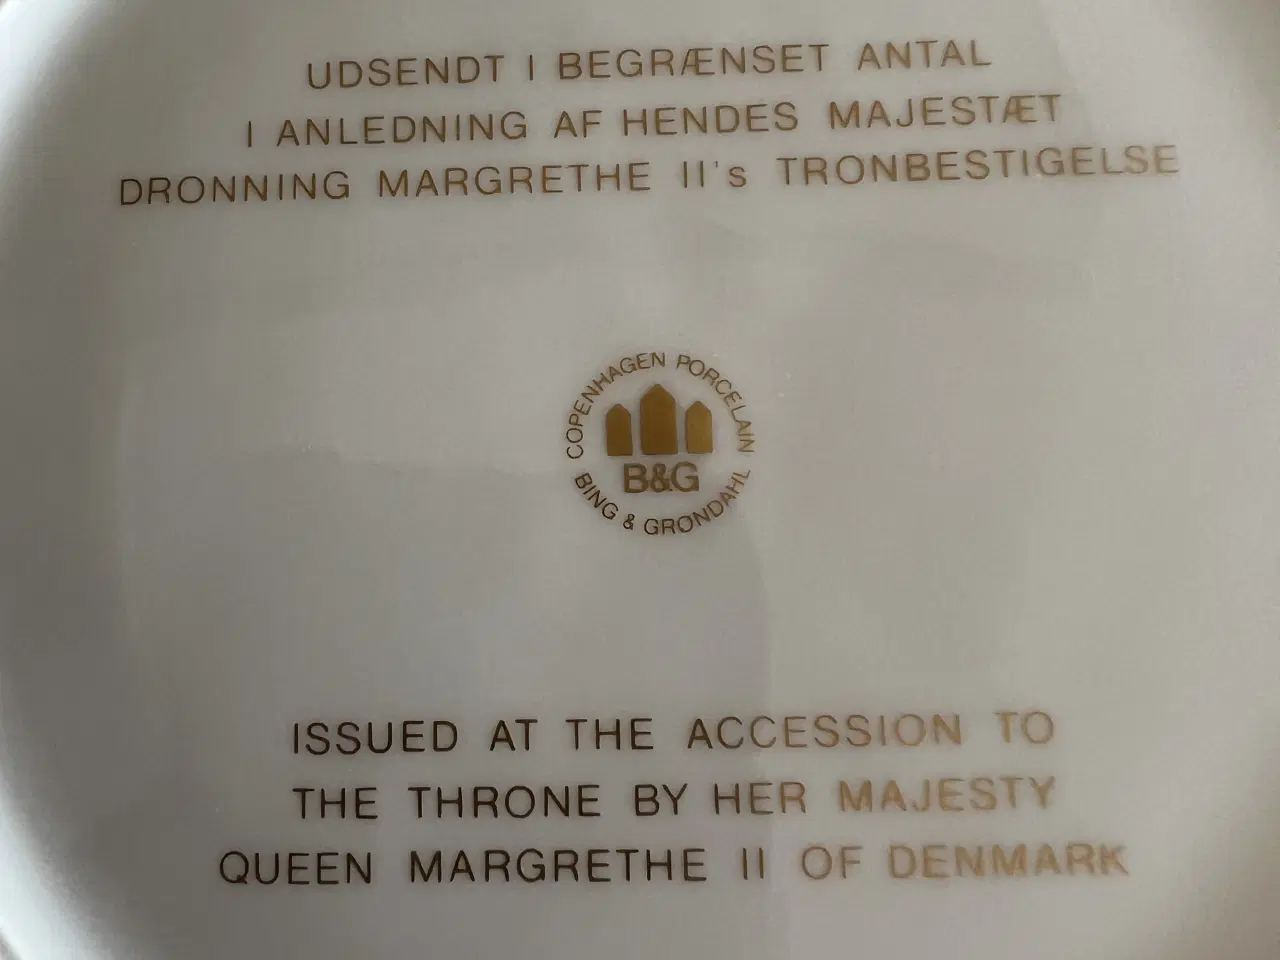 UDSENDT I BEGRÆNSET ANTAL
I ANLEDNING AF HENDES MAJESTÆT
DRONNING MARGRETHE II's TRONBESTIGELSE
COPENHAGEN PORCELAIN
B&G
BING & GRONDAHL
ISSUED AT THE ACCESSION TO
THE THRONE BY HER MAJESTY
QUEEN MARGRETHE II OF DENMARK